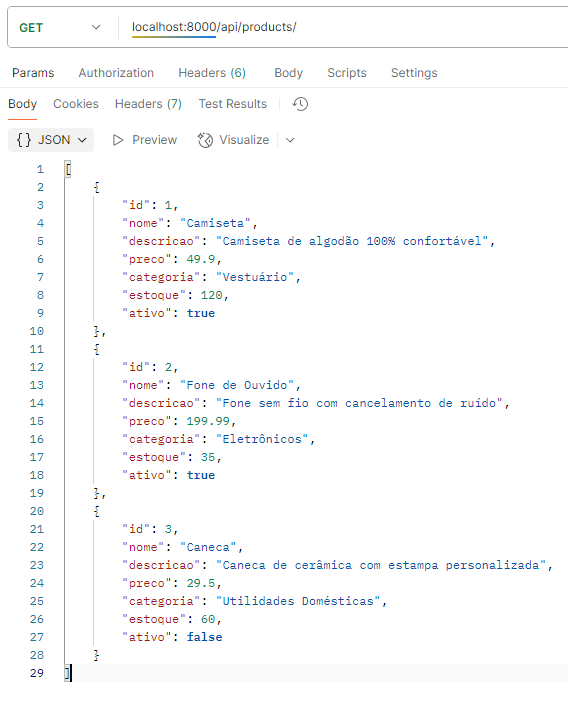 GET localhost:8000/api/products/
Params Authorization Headers (6) Body Scripts Settings
Body Cookies Headers (7) Test Results
{} JSON Preview Visualize
1 [
2 {
3 "id": 1,
4 "nome": "Camiseta",
5 "descricao": "Camiseta de algodão 100% confortável",
6 "preco": 49.9,
7 "categoria": "Vestuário",
8 "estoque": 120,
9 "ativo": true
10 },
11 {
12 "id": 2,
13 "nome": "Fone de Ouvido",
14 "descricao": "Fone sem fio com cancelamento de ruído",
15 "preco": 199.99,
16 "categoria": "Eletrônicos",
17 "estoque": 35,
18 "ativo": true
19 },
20 {
21 "id": 3,
22 "nome": "Caneca",
23 "descricao": "Caneca de cerâmica com estampa personalizada",
24 "preco": 29.5,
25 "categoria": "Utilidades Domésticas",
26 "estoque": 60,
27 "ativo": false
28 }
29 ]